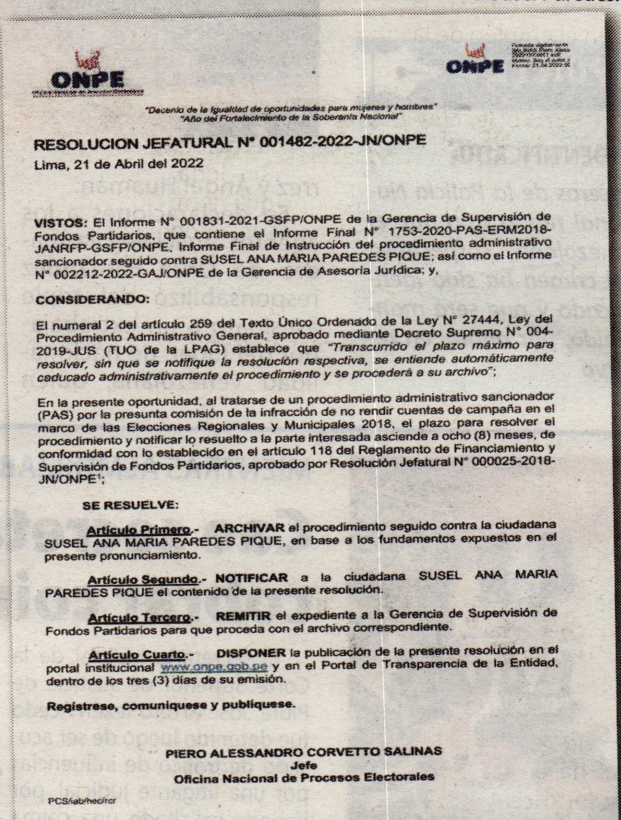 ONPE
ONPE
"Decenio de la Igualdad de oportunidades para mujeres y hombres"
"Año del Fortalecimiento de la Soberanía Nacional"
RESOLUCION JEFATURAL N° 001482-2022-JN/ONPE
Lima, 21 de Abril del 2022
VISTOS: El Informe N° 001831-2021-GSFP/ONPE de la Gerencia de Supervisión de
Fondos Partidarios, que contiene el Informe Final N° 1753-2020-PAS-ERM2018-
JANRFP-GSFP/ONPE, Informe Final de Instrucción del procedimiento administrativo
sancionador seguido contra SUSEL ANA MARIA PAREDES PIQUE; así como el Informe
N° 002212-2022-GAJ/ONPE de la Gerencia de Asesoría Jurídica; y,
CONSIDERANDO:
El numeral 2 del artículo 259 del Texto Único Ordenado de la Ley N° 27444, Ley del
Procedimiento Administrativo General, aprobado mediante Decreto Supremo N° 004-
2019-JUS (TUO de la LPAG) establece que "Transcurrido el plazo máximo para
resolver, sin que se notifique la resolución respectiva, se entiende automáticamente
caducado administrativamente el procedimiento y se procederá a su archivo";
En la presente oportunidad, al tratarse de un procedimiento administrativo sancionador
(PAS) por la presunta comisión de la infracción de no rendir cuentas de campaña en el
marco de las Elecciones Regionales y Municipales 2018, el plazo para resolver el
procedimiento y notificar lo resuelto a la parte interesada asciende a ocho (8) meses, de
conformidad con lo establecido en el artículo 118 del Reglamento de Financiamiento y
Supervisión de Fondos Partidarios, aprobado por Resolución Jefatural N° 000025-2018-
JN/ONPE¹;
SE RESUELVE:
Artículo Primero.- ARCHIVAR el procedimiento seguido contra la ciudadana
SUSEL ANA MARIA PAREDES PIQUE, en base a los fundamentos expuestos en el
presente pronunciamiento.
Artículo Segundo.- NOTIFICAR a la ciudadana SUSEL ANA MARIA
PAREDES PIQUE el contenido de la presente resolución.
Artículo Tercero.- REMITIR el expediente a la Gerencia de Supervisión de
Fondos Partidarios para que proceda con el archivo correspondiente.
Artículo Cuarto.- DISPONER la publicación de la presente resolución en el
portal institucional www.onpe.gob.pe y en el Portal de Transparencia de la Entidad,
dentro de los tres (3) días de su emisión.
Regístrese, comuníquese y publíquese.
PIERO ALESSANDRO CORVETTO SALINAS
Jefe
Oficina Nacional de Procesos Electorales
PCS/iab/hec/rcr